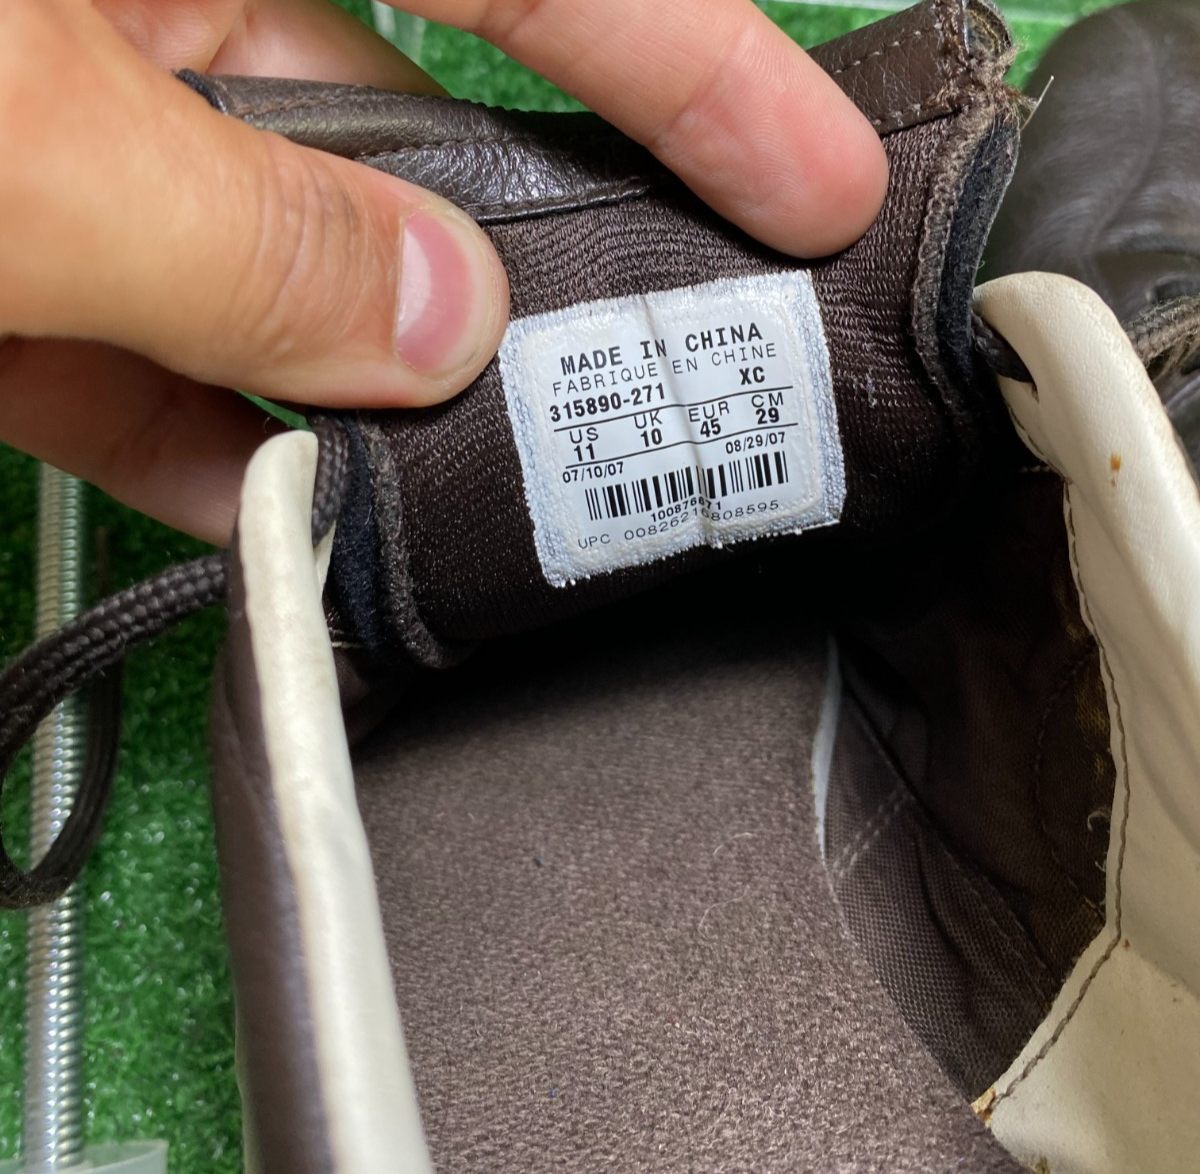 MADE IN CHINA
FABRIQUE EN CHINE
315890-271 XC
US UK EUR CM
11 10 45 29
07/10/07 08/29/07
UPC